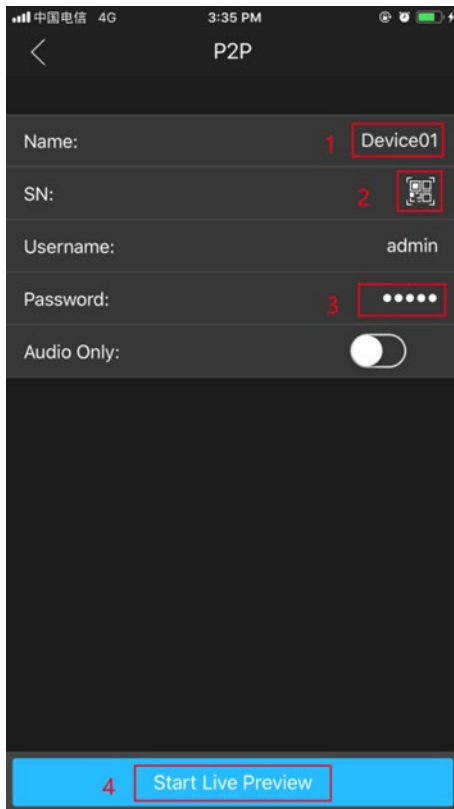 中国电信 4G 3:35 PM
P2P
Name: 1 Device01
SN: 2
Username: admin
Password: 3 •••••
Audio Only:
4 Start Live Preview